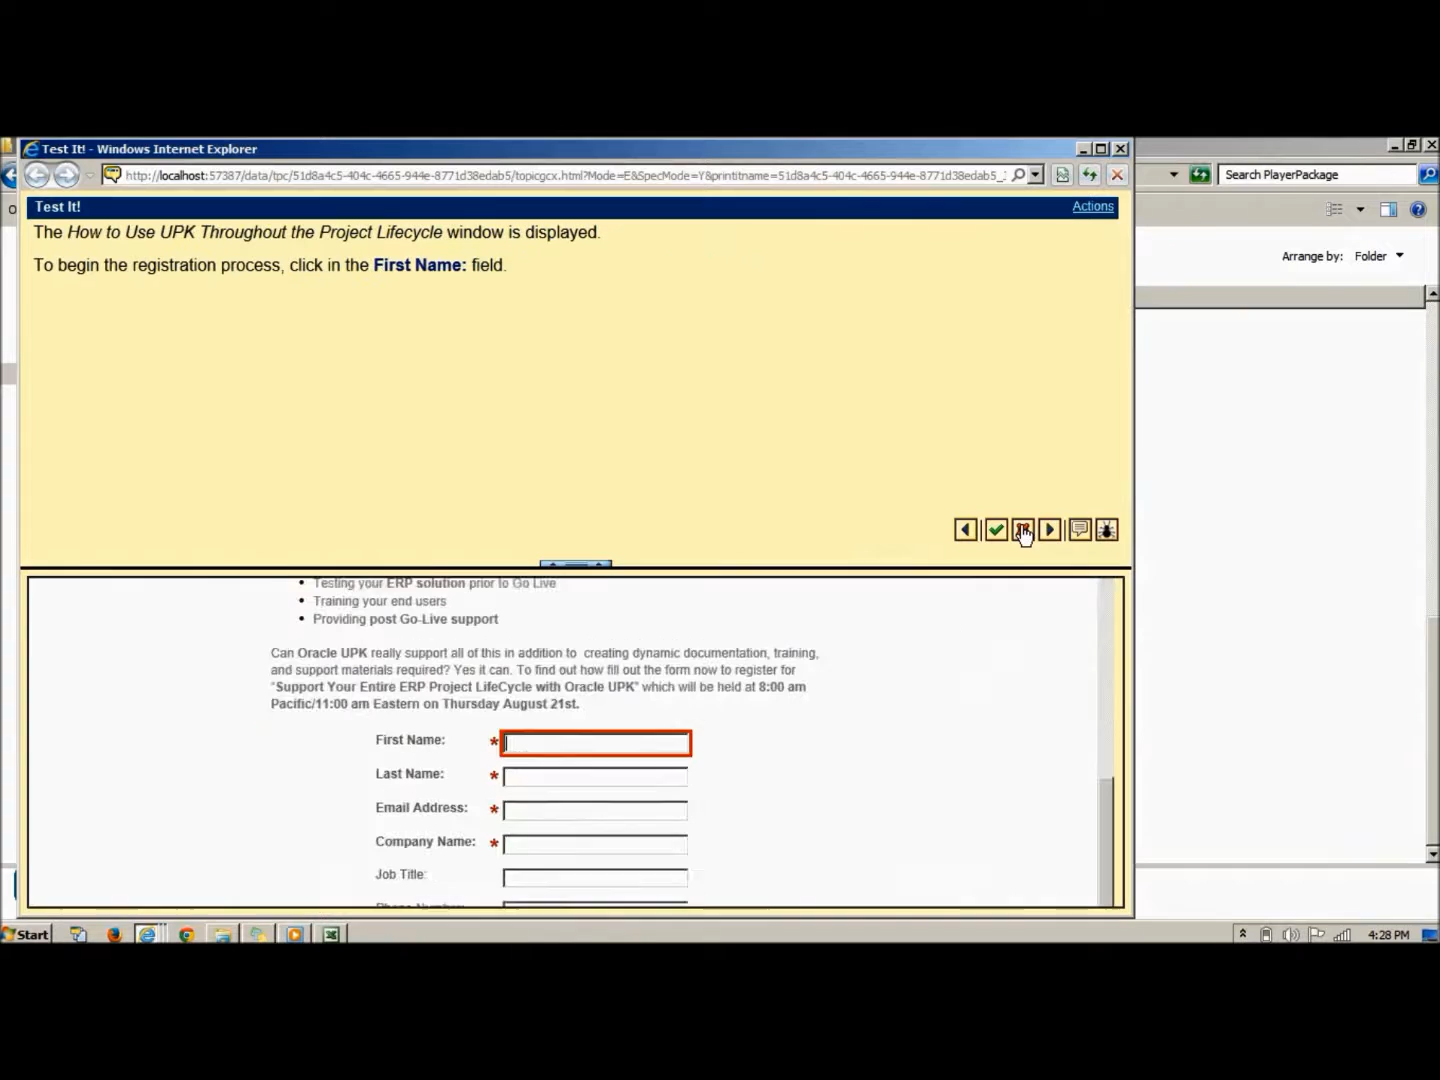 Test It! - Windows Internet Explorer
http://localhost:57387/data/tpc/51d8a4c5-404c-4665-944e-8771d38edab5/topicgcx.html?Mode=E&SpecMode=Y&printitname=51d8a4c5-404c-4665-944e-8771d38edab5_
Search PlayerPackage
Test It!
Actions
The How to Use UPK Throughout the Project Lifecycle window is displayed.
Arrange by: Folder
To begin the registration process, click in the First Name: field.
• Testing your ERP solution prior to Go Live
• Training your end users
• Providing post Go-Live support
Can Oracle UPK really support all of this in addition to creating dynamic documentation, training,
and support materials required? Yes it can. To find out how fill out the form now to register for
"Support Your Entire ERP Project LifeCycle with Oracle UPK" which will be held at 8:00 am
Pacific/11:00 am Eastern on Thursday August 21st.
First Name: *
Last Name: *
Email Address: *
Company Name: *
Job Title:
Start
4:28 PM